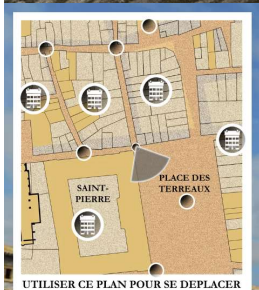 SAINT-
PIERRE
PLACE DES
TERREAUX
UTILISER CE PLAN POUR SE DEPLACER